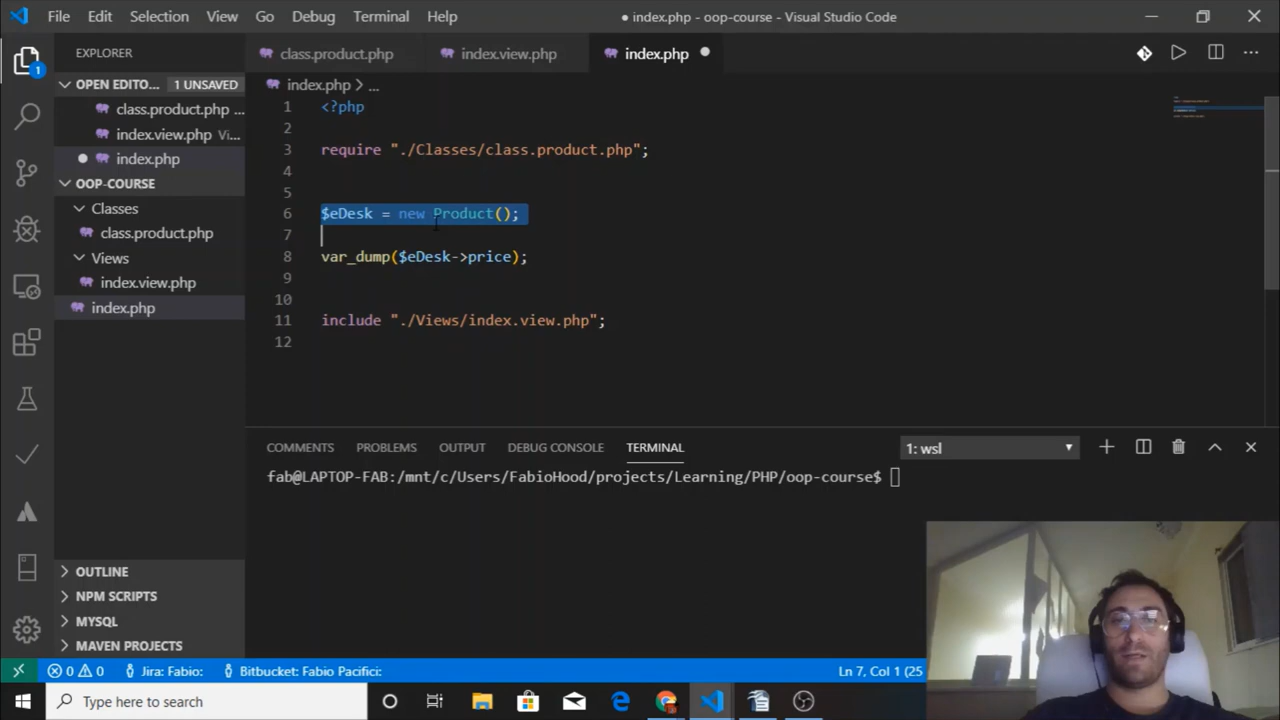 File Edit Selection View Go Debug Terminal Help
● index.php - oop-course - Visual Studio Code
EXPLORER
class.product.php
index.view.php
index.php
OPEN EDITO...
1 UNSAVED
class.product.php ...
index.view.php Vi...
index.php
OOP-COURSE
Classes
class.product.php
Views
index.view.php
index.php
index.php > ...
1 <?php
2
3 require "./Classes/class.product.php";
4
5
6 $eDesk = new Product();
7
8 var_dump($eDesk->price);
9
10
11 include "./Views/index.view.php";
12
COMMENTS PROBLEMS OUTPUT DEBUG CONSOLE TERMINAL
1: wsl
fab@LAPTOP-FAB:/mnt/c/Users/FabioHood/projects/Learning/PHP/oop-course$
OUTLINE
NPM SCRIPTS
MYSQL
MAVEN PROJECTS
1
0 0 Jira: Fabio: Bitbucket: Fabio Pacifici:
Ln 7, Col 1 (25
Type here to search